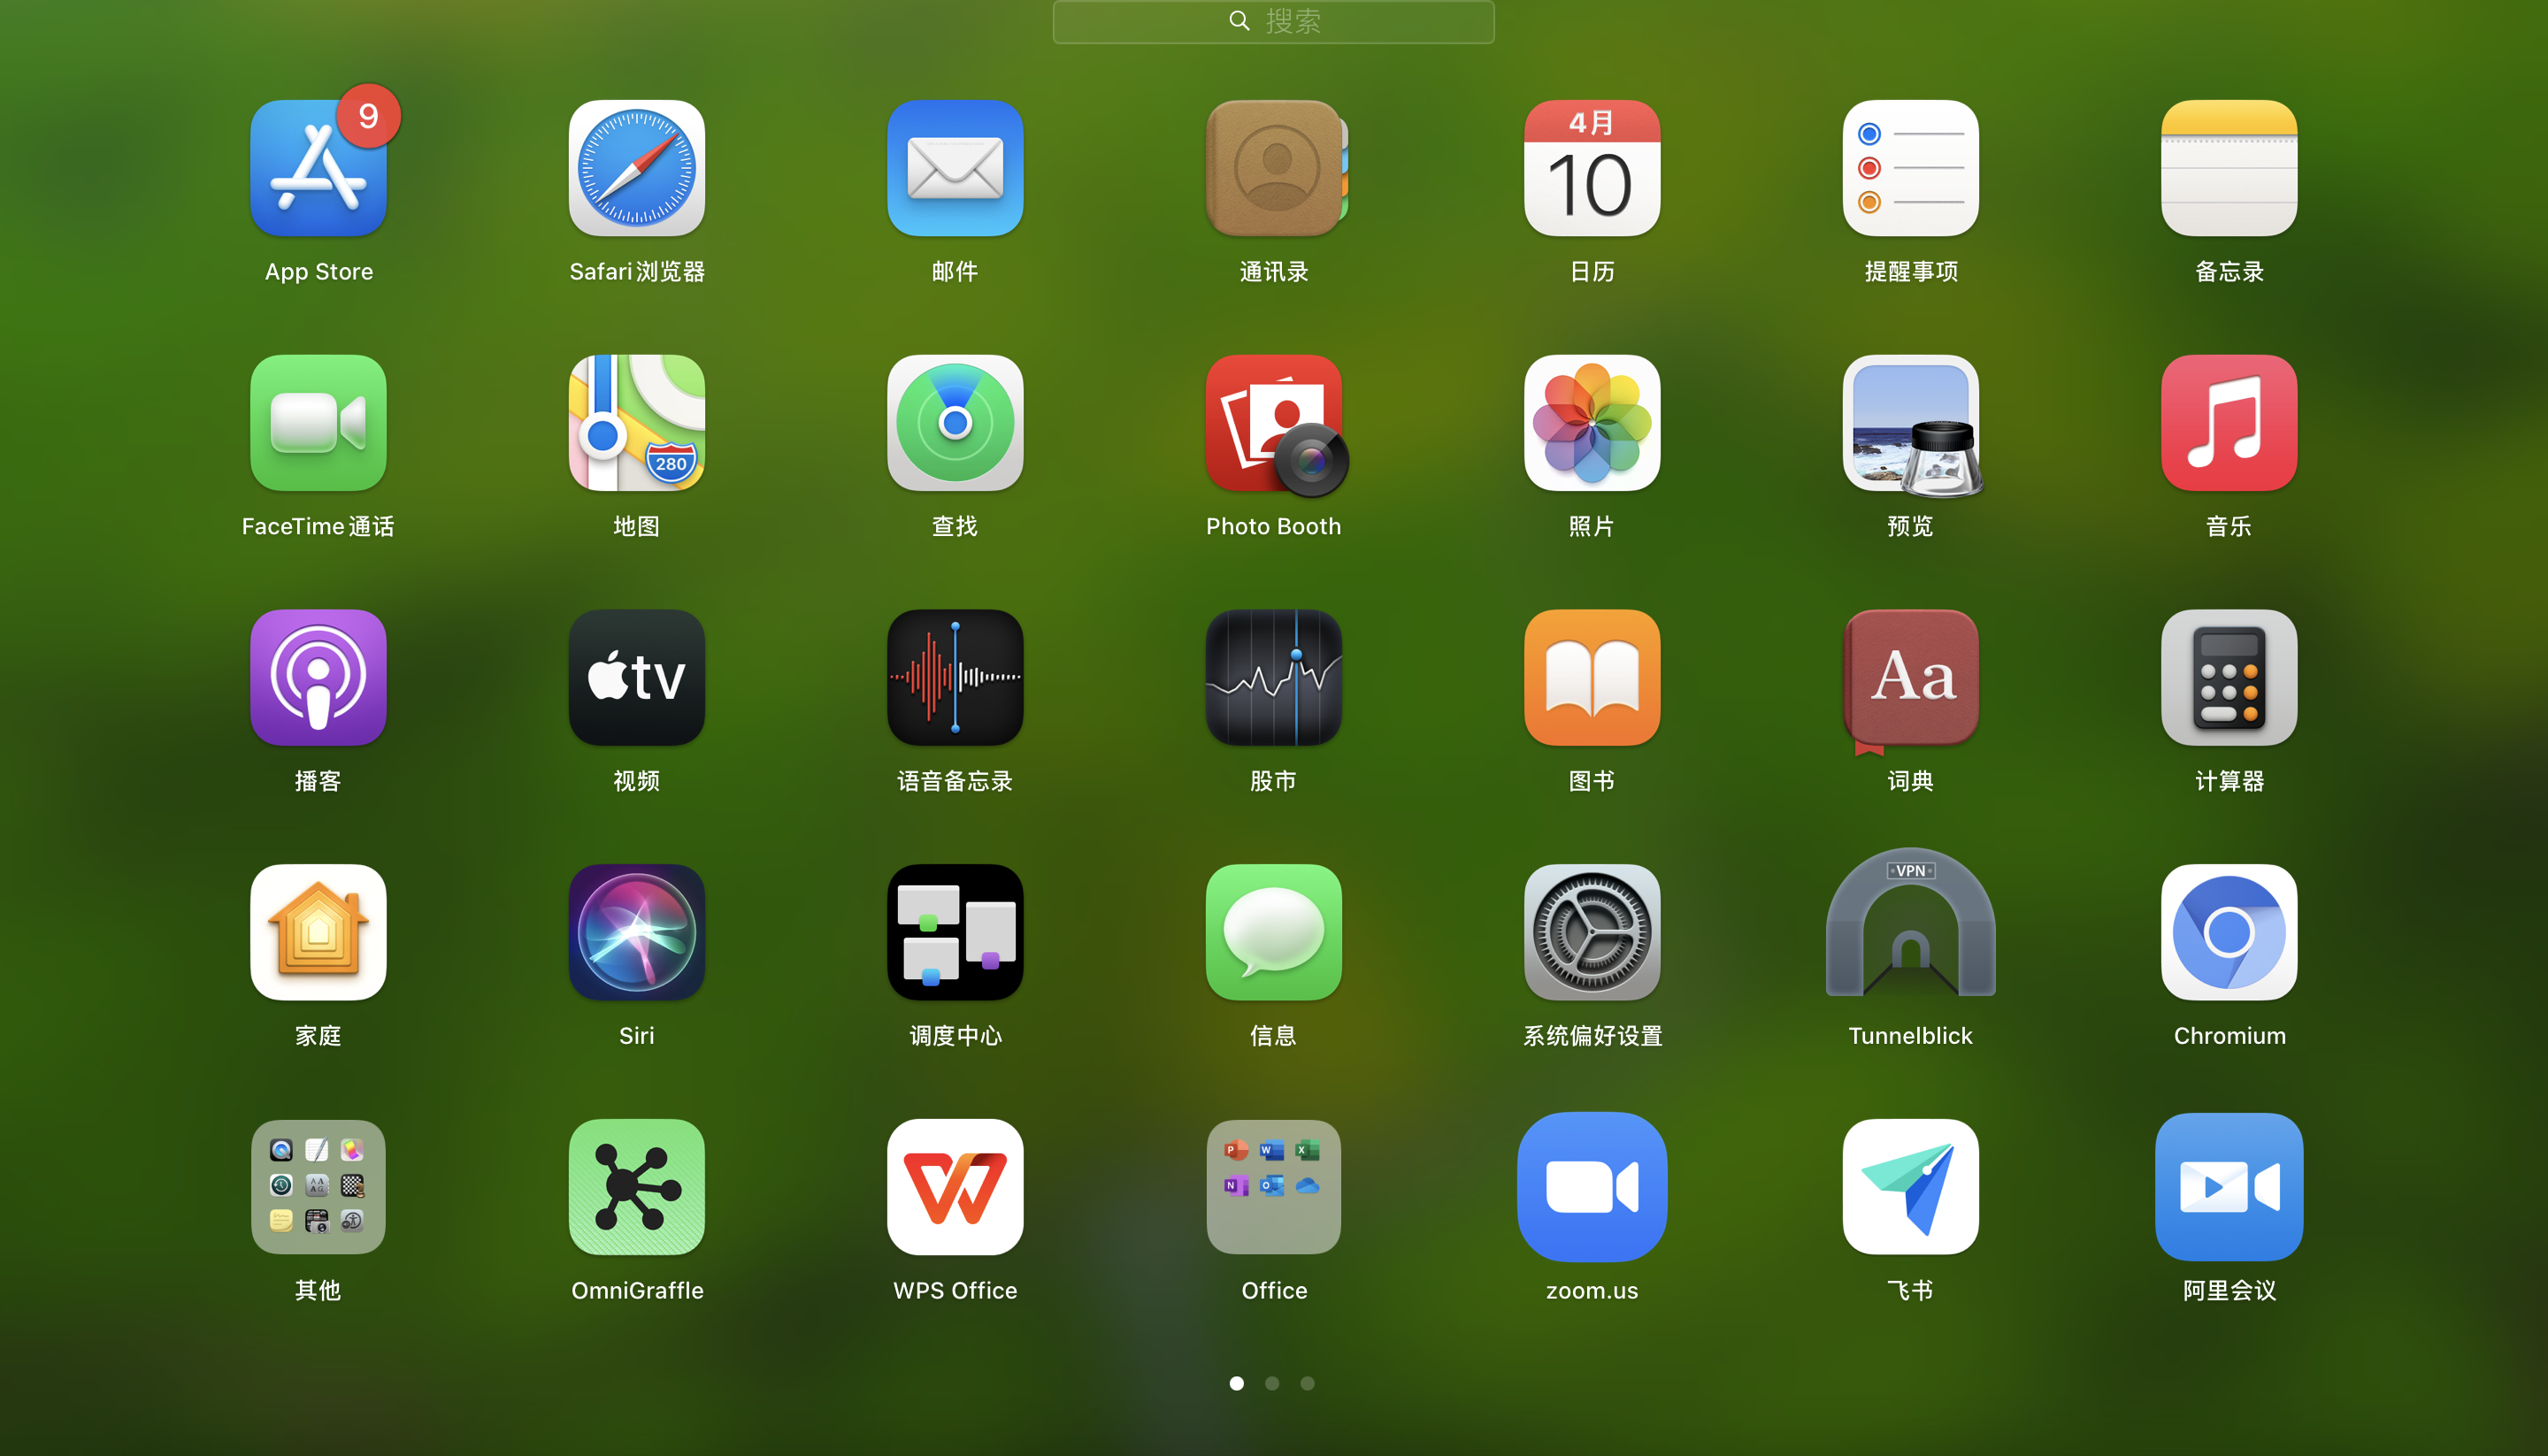 搜索
9
4月
10
App Store
Safari浏览器
邮件
通讯录
日历
提醒事项
备忘录
280
FaceTime通话
地图
查找
Photo Booth
照片
预览
音乐
tv
Aa
播客
视频
语音备忘录
股市
图书
词典
计算器
VPN
家庭
Siri
调度中心
信息
系统偏好设置
Tunnelblick
Chromium
P
W
X
N
O
其他
OmniGraffle
WPS Office
Office
zoom.us
飞书
阿里会议